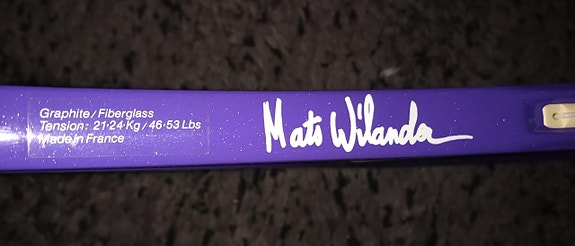 Graphite/Fiberglass
Tension: 21-24-Kg/46-53 Lbs
Made in France
Mats Wilander